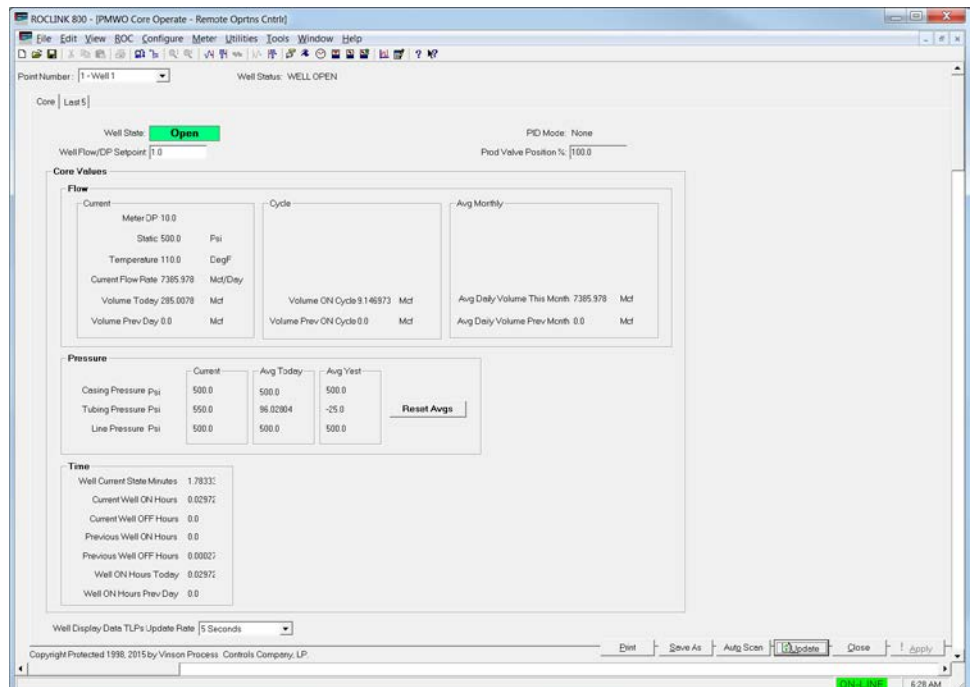 ROCLINK 800 - [PMWO Core Operate - Remote Oprtns Cntrlr]
File Edit View ROC Configure Meter Utilities Tools Window Help
Point Number: 1 - Well 1 Well Status: WELL OPEN
Core Last 5
Well State: Open PID Mode: None
Well Flow/DP Setpoint 1.0 Prod Valve Position %: 100.0
Core Values
Flow
Current Cycle Avg Monthly
Meter DP 10.0
Static 500.0 Psi
Temperature 110.0 DegF
Current Flow Rate 7385.978 Mcf/Day
Volume Today 285.0078 Mcf Volume ON Cycle 9.146973 Mcf Avg Daily Volume This Month 7385.978 Mcf
Volume Prev Day 0.0 Mcf Volume Prev ON Cycle 0.0 Mcf Avg Daily Volume Prev Month 0.0 Mcf
Pressure
Current Avg Today Avg Yest
Casing Pressure Psi 500.0 500.0 500.0
Tubing Pressure Psi 550.0 96.02804 -25.0 Reset Avgs
Line Pressure Psi 500.0 500.0 500.0
Time
Well Current State Minutes 1.7833
Current Well ON Hours 0.02972
Current Well OFF Hours 0.0
Previous Well ON Hours 0.0
Previous Well OFF Hours 0.00027
Well ON Hours Today 0.02972
Well ON Hours Prev Day 0.0
Well Display Data TLPs Update Rate 5 Seconds
Copyright Protected 1998, 2015 by Vinson Process Controls Company, LP. Print Save As Auto Scan Update Close ! Apply
ON-LINE 6:28 AM